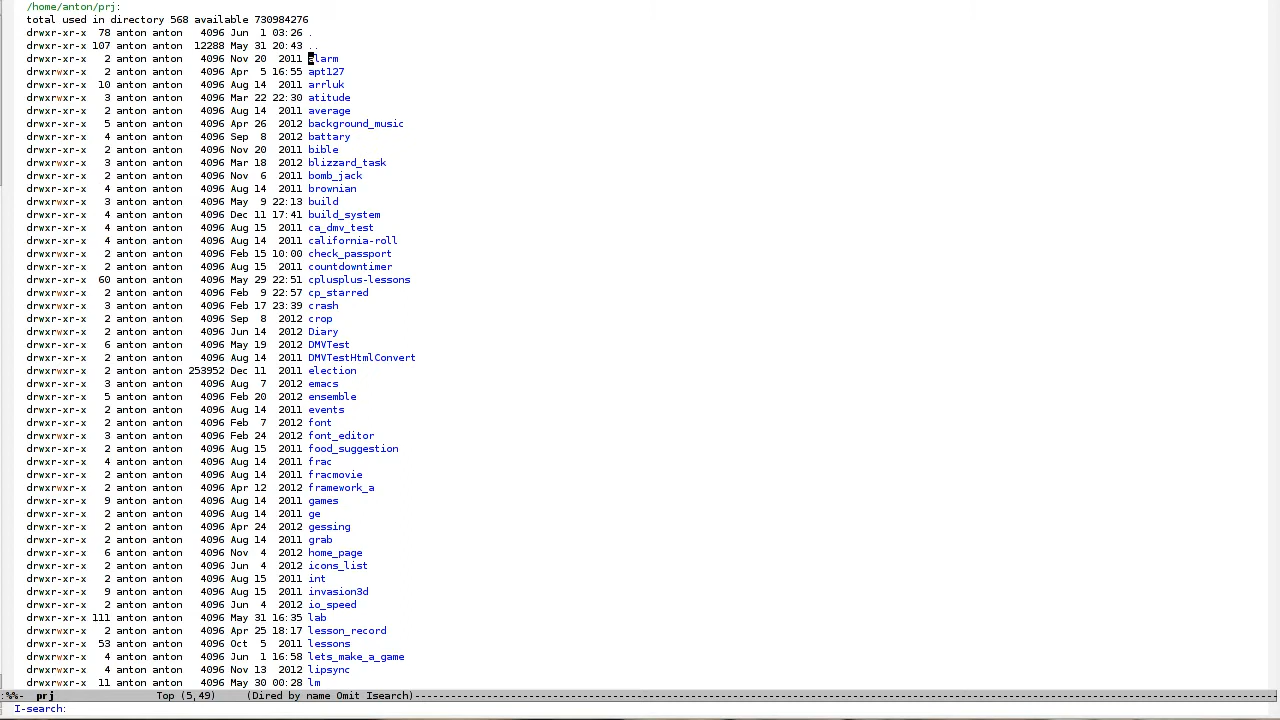 /home/anton/prj:
total used in directory 568 available 730984276
drwxr-xr-x  78 anton anton   4096 Jun  1 03:26 .
drwxr-xr-x 107 anton anton  12288 May 31 20:43 ..
drwxr-xr-x   2 anton anton   4096 Nov 20  2011 alarm
drwxrwxr-x   2 anton anton   4096 Apr  5 16:55 apt127
drwxr-xr-x  10 anton anton   4096 Aug 14  2011 arrluk
drwxrwxr-x   3 anton anton   4096 Mar 22 22:30 atitude
drwxr-xr-x   2 anton anton   4096 Aug 14  2011 average
drwxrwxr-x   5 anton anton   4096 Apr 26  2012 background_music
drwxrwxr-x   4 anton anton   4096 Sep  8  2012 battary
drwxr-xr-x   2 anton anton   4096 Nov 20  2011 bible
drwxrwxr-x   3 anton anton   4096 Mar 18  2012 blizzard_task
drwxr-xr-x   2 anton anton   4096 Nov  6  2011 bomb_jack
drwxr-xr-x   4 anton anton   4096 Aug 14  2011 brownian
drwxrwxr-x   3 anton anton   4096 May  9 22:13 build
drwxrwxr-x   4 anton anton   4096 Dec 11 17:41 build_system
drwxr-xr-x   4 anton anton   4096 Aug 15  2011 ca_dmv_test
drwxr-xr-x   4 anton anton   4096 Aug 14  2011 california-roll
drwxrwxr-x   2 anton anton   4096 Feb 15 10:00 check_passport
drwxr-xr-x   2 anton anton   4096 Aug 15  2011 countdowntimer
drwxr-xr-x  60 anton anton   4096 May 29 22:51 cplusplus-lessons
drwxrwxr-x   2 anton anton   4096 Feb  9 22:57 cp_starred
drwxrwxr-x   3 anton anton   4096 Feb 17 23:39 crash
drwxrwxr-x   2 anton anton   4096 Sep  8  2012 crop
drwxrwxr-x   2 anton anton   4096 Jun 14  2012 Diary
drwxrwxr-x   6 anton anton   4096 May 19  2012 DMVTest
drwxr-xr-x   2 anton anton   4096 Aug 14  2011 DMVTestHtmlConvert
drwxrwxr-x   2 anton anton 253952 Dec 11  2011 election
drwxrwxr-x   3 anton anton   4096 Aug  7  2012 emacs
drwxrwxr-x   5 anton anton   4096 Feb 20  2012 ensemble
drwxr-xr-x   2 anton anton   4096 Aug 14  2011 events
drwxrwxr-x   2 anton anton   4096 Feb  7  2012 font
drwxrwxr-x   3 anton anton   4096 Feb 24  2012 font_editor
drwxr-xr-x   2 anton anton   4096 Aug 15  2011 food_suggestion
drwxr-xr-x   4 anton anton   4096 Aug 14  2011 frac
drwxr-xr-x   2 anton anton   4096 Aug 14  2011 fracmovie
drwxrwxr-x   2 anton anton   4096 Apr 12  2012 framework_a
drwxr-xr-x   9 anton anton   4096 Aug 14  2011 games
drwxr-xr-x   2 anton anton   4096 Aug 14  2011 ge
drwxrwxr-x   2 anton anton   4096 Apr 24  2012 gessing
drwxr-xr-x   2 anton anton   4096 Aug 14  2011 grab
drwxr-xr-x   6 anton anton   4096 Nov  4  2012 home_page
drwxrwxr-x   2 anton anton   4096 Jun  4  2012 icons_list
drwxr-xr-x   2 anton anton   4096 Aug 15  2011 int
drwxr-xr-x   9 anton anton   4096 Aug 15  2011 invasion3d
drwxrwxr-x   2 anton anton   4096 Jun  4  2012 io_speed
drwxr-xr-x 111 anton anton   4096 May 31 16:35 lab
drwxrwxr-x   2 anton anton   4096 Apr 25 18:17 lesson_record
drwxr-xr-x  53 anton anton   4096 Oct  5  2011 lessons
drwxrwxr-x   4 anton anton   4096 Jun  1 16:58 lets_make_a_game
drwxrwxr-x   4 anton anton   4096 Nov 13  2012 lipsync
drwxr-xr-x  11 anton anton   4096 May 30 00:28 lm
:%%-  prj                 Top (5,49)     (Dired by name Omit Isearch)----------
I-search: